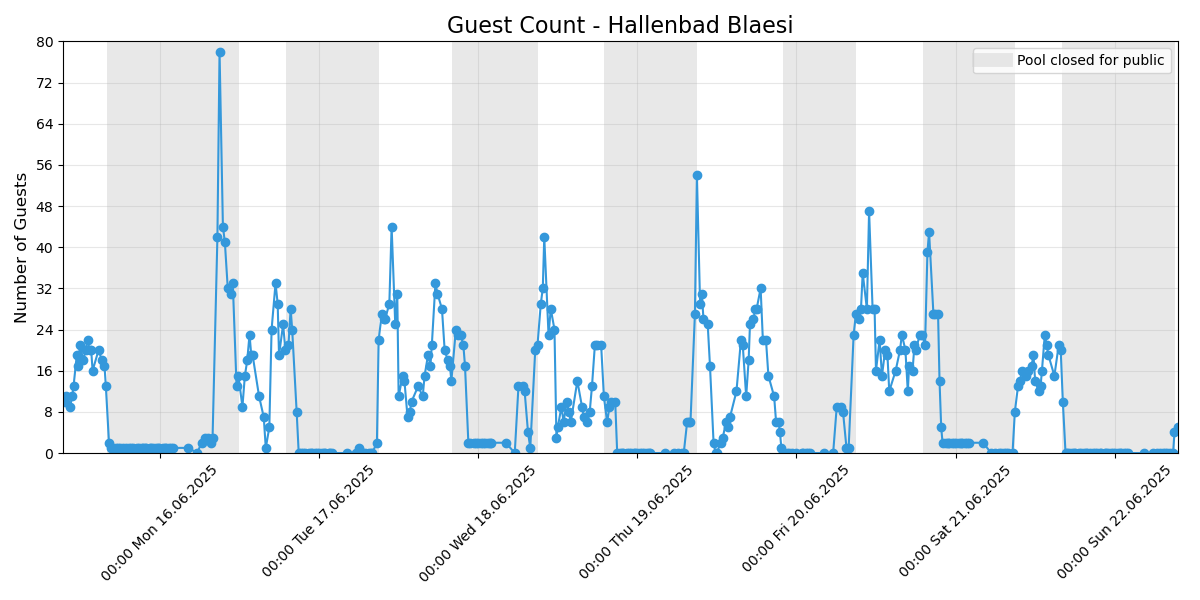 Guest Count - Hallenbad Blaesi
Pool closed for public
Number of Guests
80
72
64
56
48
40
32
24
16
8
0
00:00 Mon 16.06.2025
00:00 Tue 17.06.2025
00:00 Wed 18.06.2025
00:00 Thu 19.06.2025
00:00 Fri 20.06.2025
00:00 Sat 21.06.2025
00:00 Sun 22.06.2025